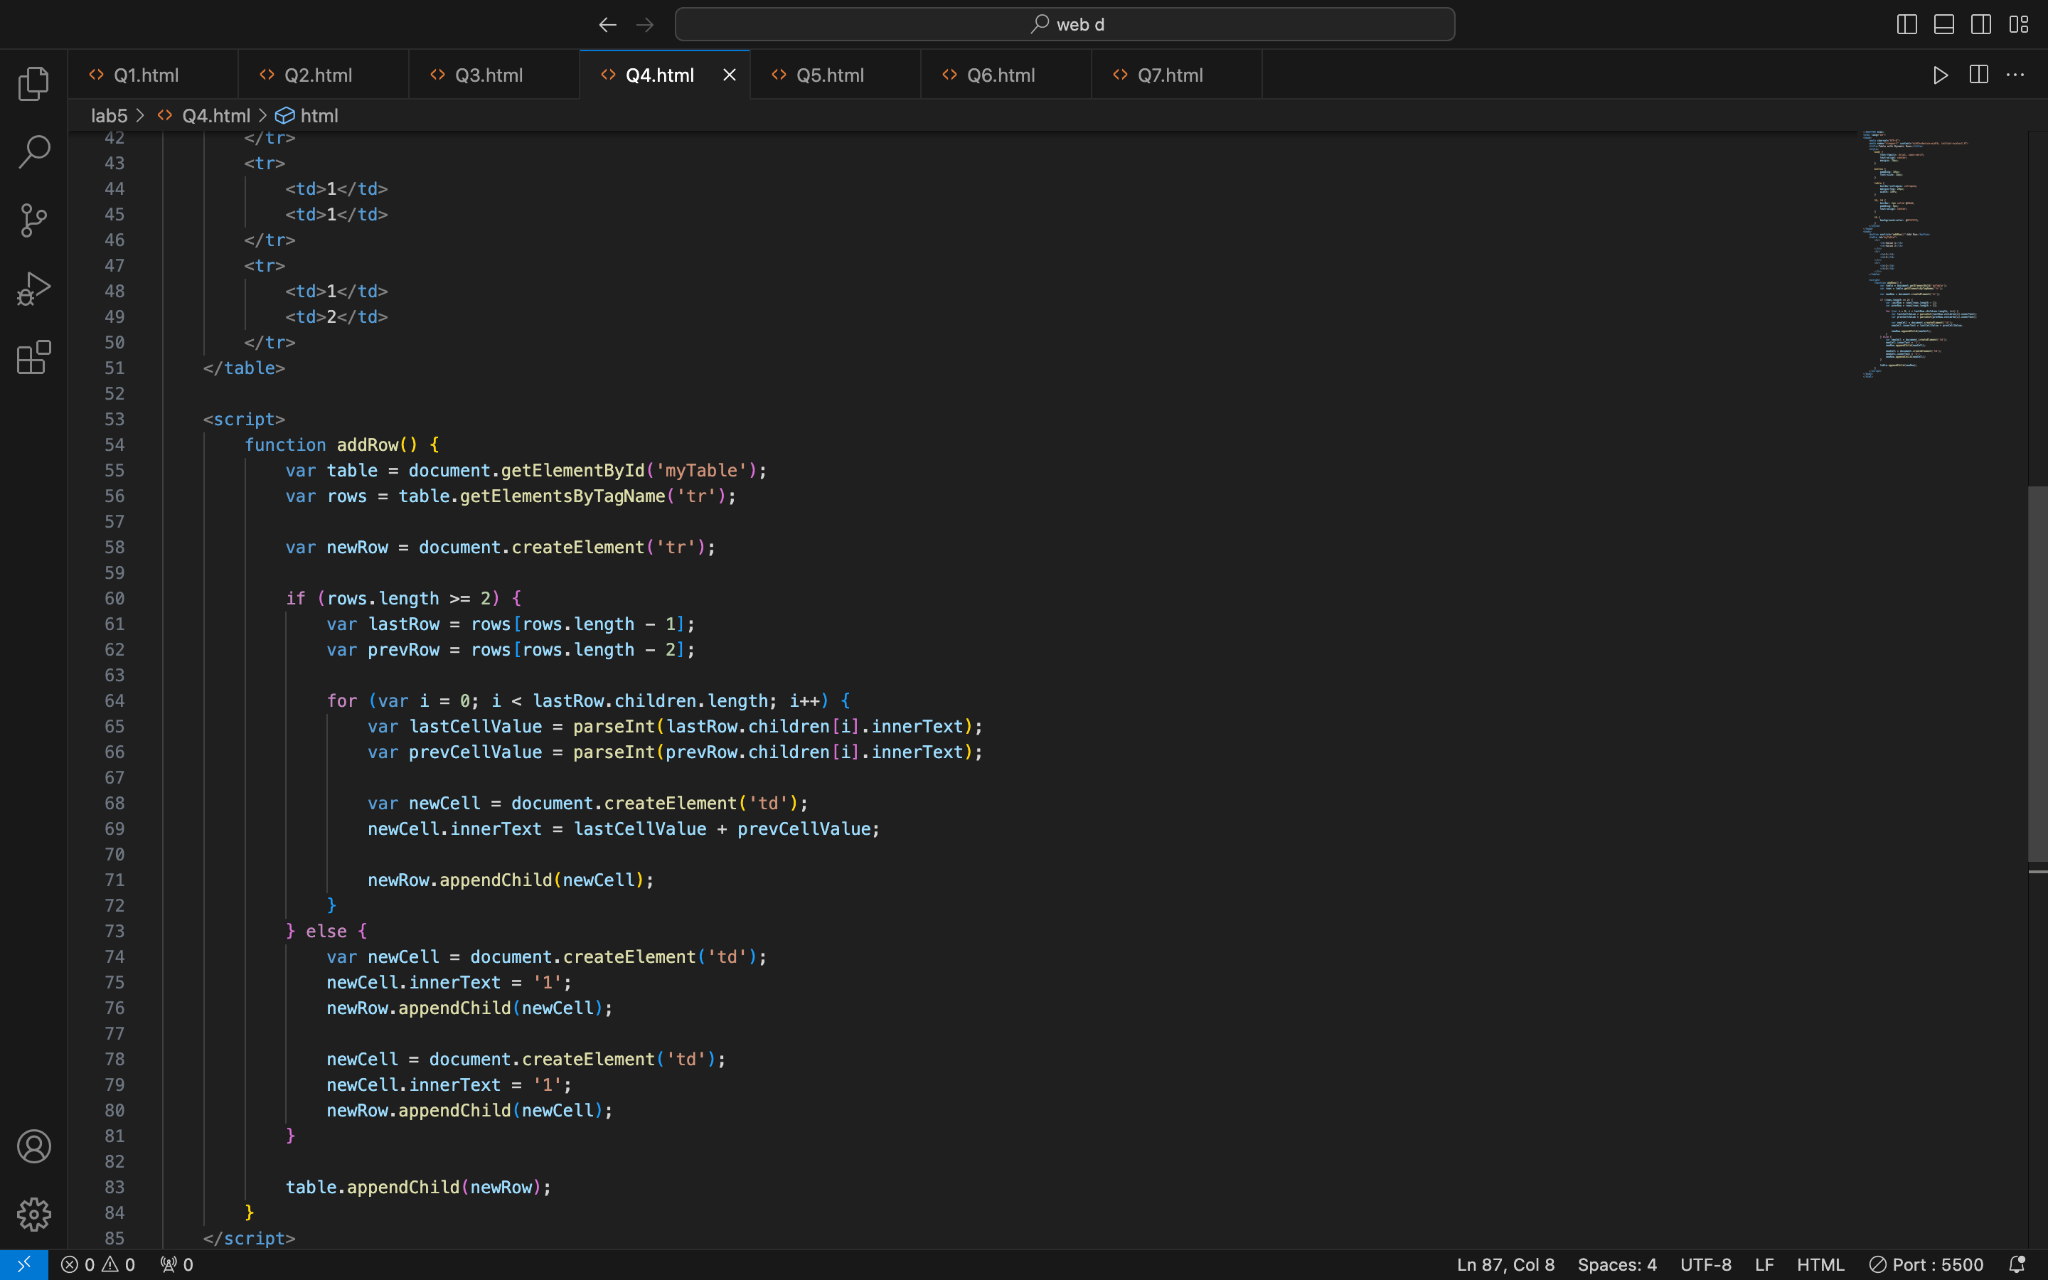 web d
Q1.html Q2.html Q3.html Q4.html Q5.html Q6.html Q7.html
lab5 > Q4.html > html
42 </tr>
43 <tr>
44 <td>1</td>
45 <td>1</td>
46 </tr>
47 <tr>
48 <td>1</td>
49 <td>2</td>
50 </tr>
51 </table>
52
53 <script>
54 function addRow() {
55 var table = document.getElementById('myTable');
56 var rows = table.getElementsByTagName('tr');
57
58 var newRow = document.createElement('tr');
59
60 if (rows.length >= 2) {
61 var lastRow = rows[rows.length - 1];
62 var prevRow = rows[rows.length - 2];
63
64 for (var i = 0; i < lastRow.children.length; i++) {
65 var lastCellValue = parseInt(lastRow.children[i].innerText);
66 var prevCellValue = parseInt(prevRow.children[i].innerText);
67
68 var newCell = document.createElement('td');
69 newCell.innerText = lastCellValue + prevCellValue;
70
71 newRow.appendChild(newCell);
72 }
73 } else {
74 var newCell = document.createElement('td');
75 newCell.innerText = '1';
76 newRow.appendChild(newCell);
77
78 newCell = document.createElement('td');
79 newCell.innerText = '1';
80 newRow.appendChild(newCell);
81 }
82
83 table.appendChild(newRow);
84 }
85 </script>
0 0 0 Ln 87, Col 8 Spaces: 4 UTF-8 LF HTML Port : 5500